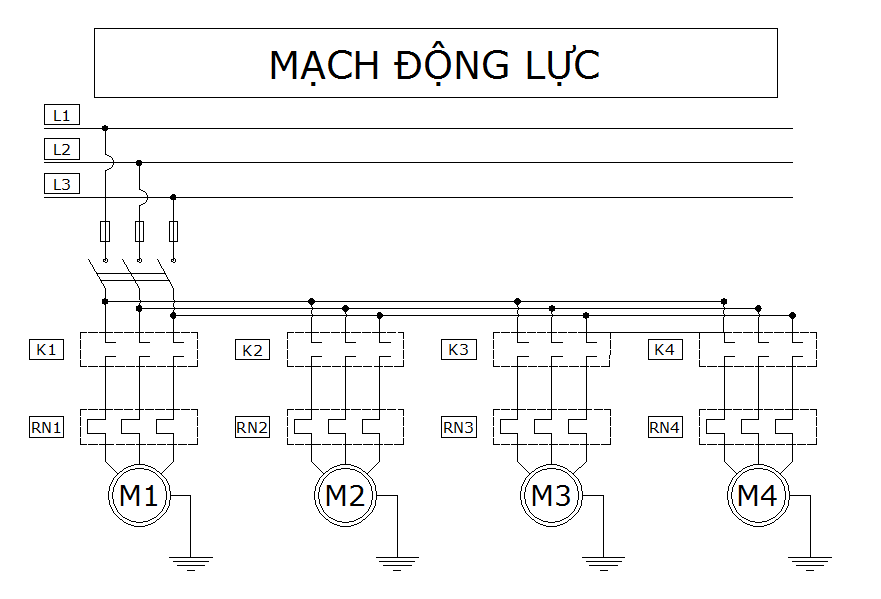 MẠCH ĐỘNG LỰC
L1
L2
L3
K1
K2
K3
K4
RN1
RN2
RN3
RN4
M1
M2
M3
M4